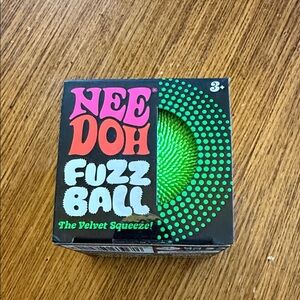 NEE
DOH
FUZZ
BALL
The Velvet Squeeze!
3+